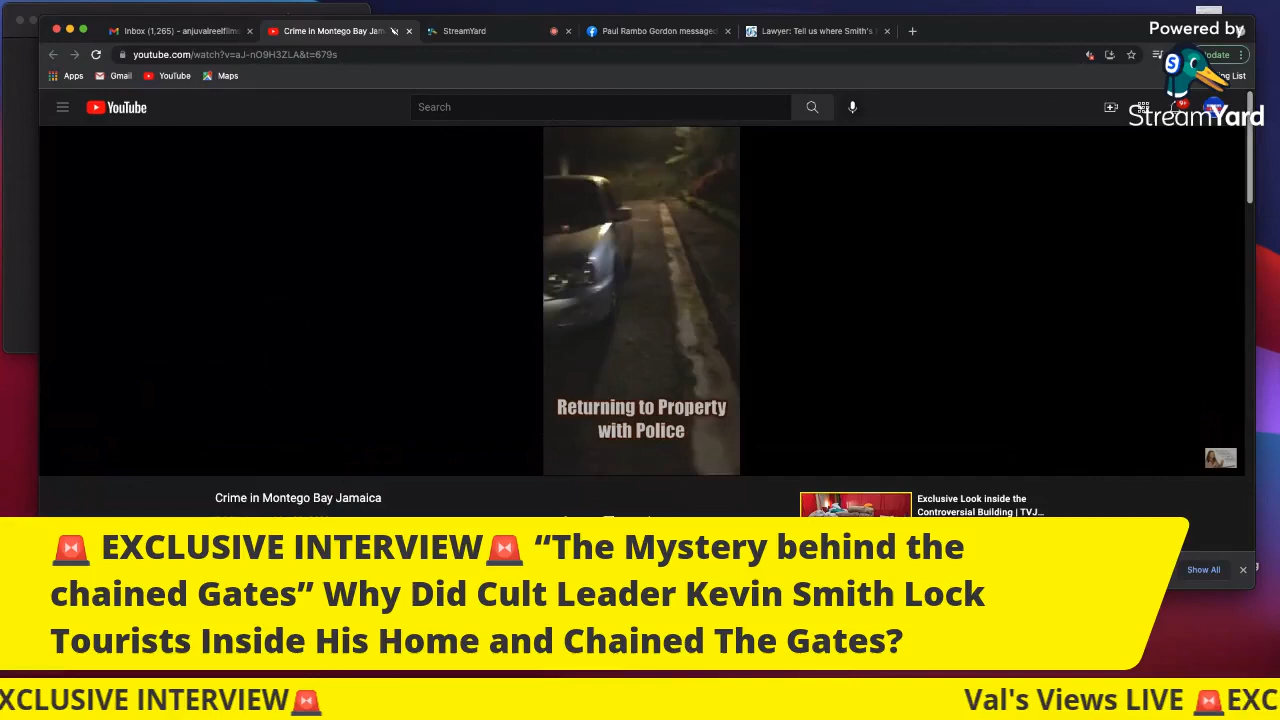 Powered by
StreamYard
Inbox (1,265) - anjuvalreelfilms
Crime in Montego Bay Jam
StreamYard
Paul Rambo Gordon messaged
Lawyer: Tell us where Smith's
youtube.com/watch?v=aJ-nO9H3ZLA&t=679s
Update
Apps
Gmail
YouTube
Maps
YouTube
Search
9+
Returning to Property
with Police
Crime in Montego Bay Jamaica
Exclusive Look inside the
Controversial Building | TVJ...
Show All
🚨 EXCLUSIVE INTERVIEW🚨 “The Mystery behind the
chained Gates” Why Did Cult Leader Kevin Smith Lock
Tourists Inside His Home and Chained The Gates?
XCLUSIVE INTERVIEW🚨 Val's Views LIVE 🚨EXC